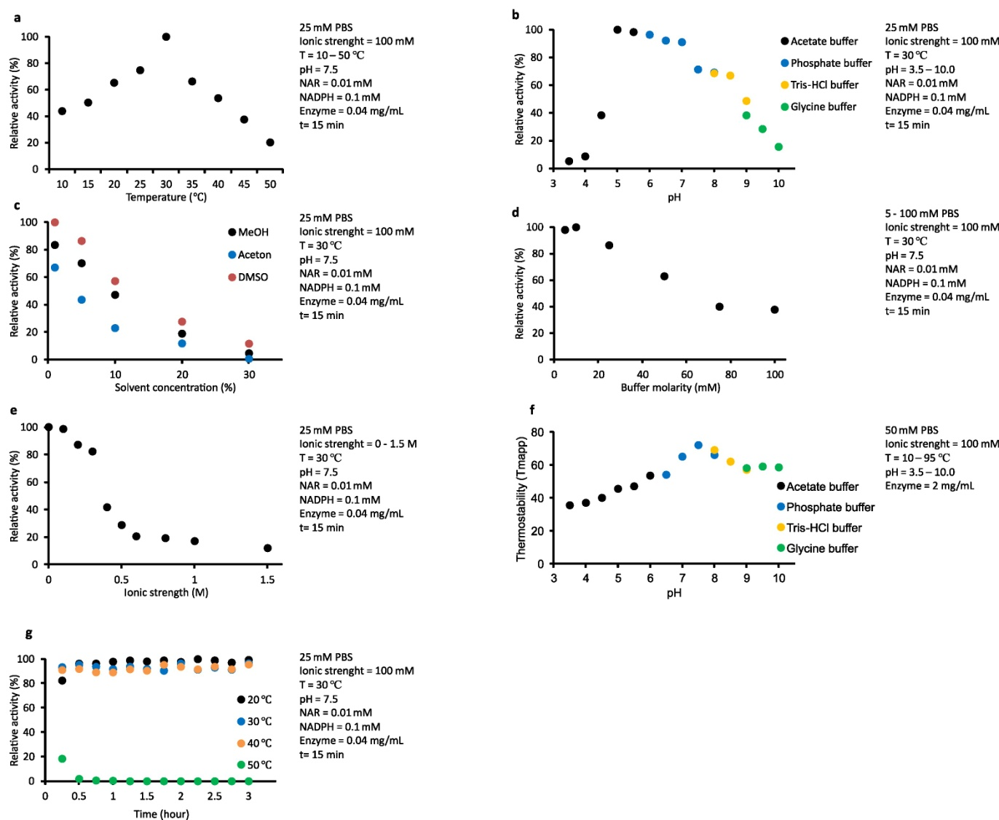 a
100
80
60
40
20
0
Relative activity (%)
10 15 20 25 30 35 40 45 50
Temperature (℃)
25 mM PBS
Ionic strenght = 100 mM
T = 10 – 50 ℃
pH = 7.5
NAR = 0.01 mM
NADPH = 0.1 mM
Enzyme = 0.04 mg/mL
t= 15 min
b
100
80
60
40
20
0
Relative activity (%)
3 4 5 6 7 8 9 10
pH
Acetate buffer
Phosphate buffer
Tris-HCl buffer
Glycine buffer
25 mM PBS
Ionic strenght = 100 mM
T = 30 ℃
pH = 3.5 – 10.0
NAR = 0.01 mM
NADPH = 0.1 mM
Enzyme = 0.04 mg/mL
t= 15 min
c
100
80
60
40
20
0
Relative activity (%)
0 10 20 30
Solvent concentration (%)
MeOH
Aceton
DMSO
25 mM PBS
Ionic strenght = 100 mM
T = 30 ℃
pH = 7.5
NAR = 0.01 mM
NADPH = 0.1 mM
Enzyme = 0.04 mg/mL
t= 15 min
d
100
80
60
40
20
0
Relative activity (%)
0 20 40 60 80 100
Buffer molarity (mM)
5 - 100 mM PBS
Ionic strenght = 100 mM
T = 30 ℃
pH = 7.5
NAR = 0.01 mM
NADPH = 0.1 mM
Enzyme = 0.04 mg/mL
t= 15 min
e
100
80
60
40
20
0
Relative activity (%)
0 0.5 1 1.5
Ionic strength (M)
25 mM PBS
Ionic strenght = 0 - 1.5 M
T = 30 ℃
pH = 7.5
NAR = 0.01 mM
NADPH = 0.1 mM
Enzyme = 0.04 mg/mL
t= 15 min
f
80
60
40
20
0
Thermostability (Tmapp)
3 4 5 6 7 8 9 10
pH
Acetate buffer
Phosphate buffer
Tris-HCl buffer
Glycine buffer
50 mM PBS
Ionic strenght = 100 mM
T = 10 – 95 ℃
pH = 3.5 – 10.0
Enzyme = 2 mg/mL
g
100
80
60
40
20
0
Relative activity (%)
0 0.5 1 1.5 2 2.5 3
Time (hour)
20 ℃
30 ℃
40 ℃
50 ℃
25 mM PBS
Ionic strenght = 100 mM
T = 30 ℃
pH = 7.5
NAR = 0.01 mM
NADPH = 0.1 mM
Enzyme = 0.04 mg/mL
t= 15 min